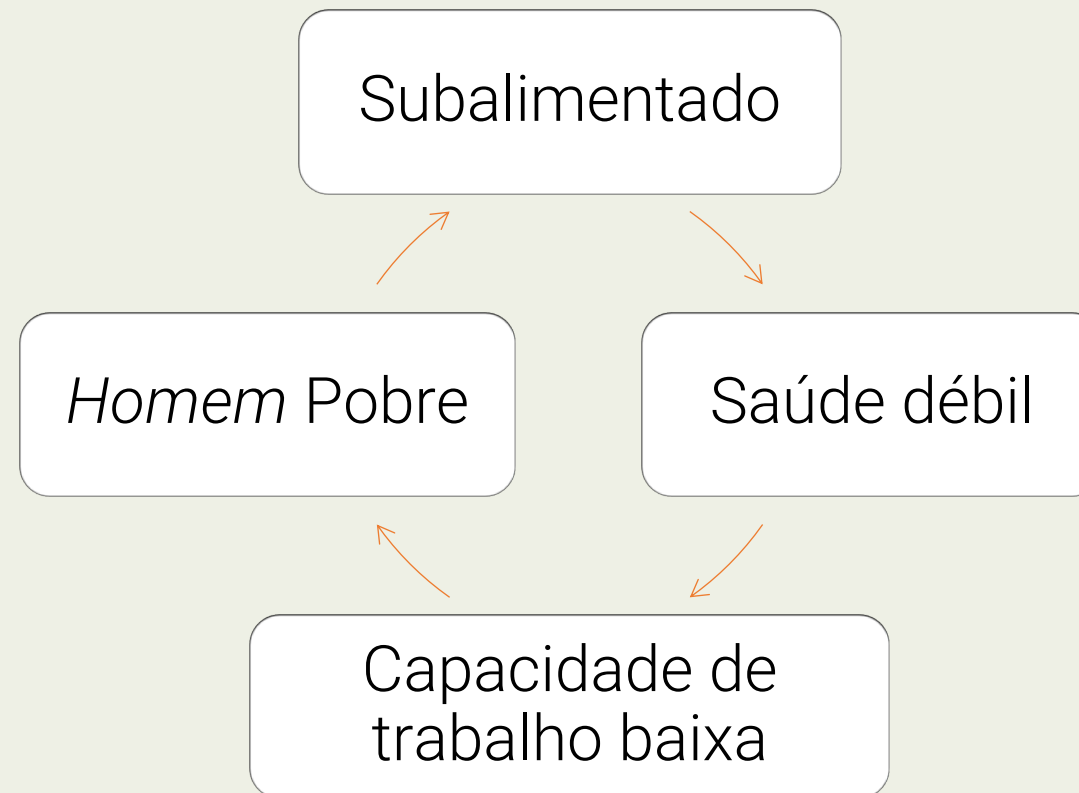 Subalimentado
Homem Pobre
Saúde débil
Capacidade de
trabalho baixa